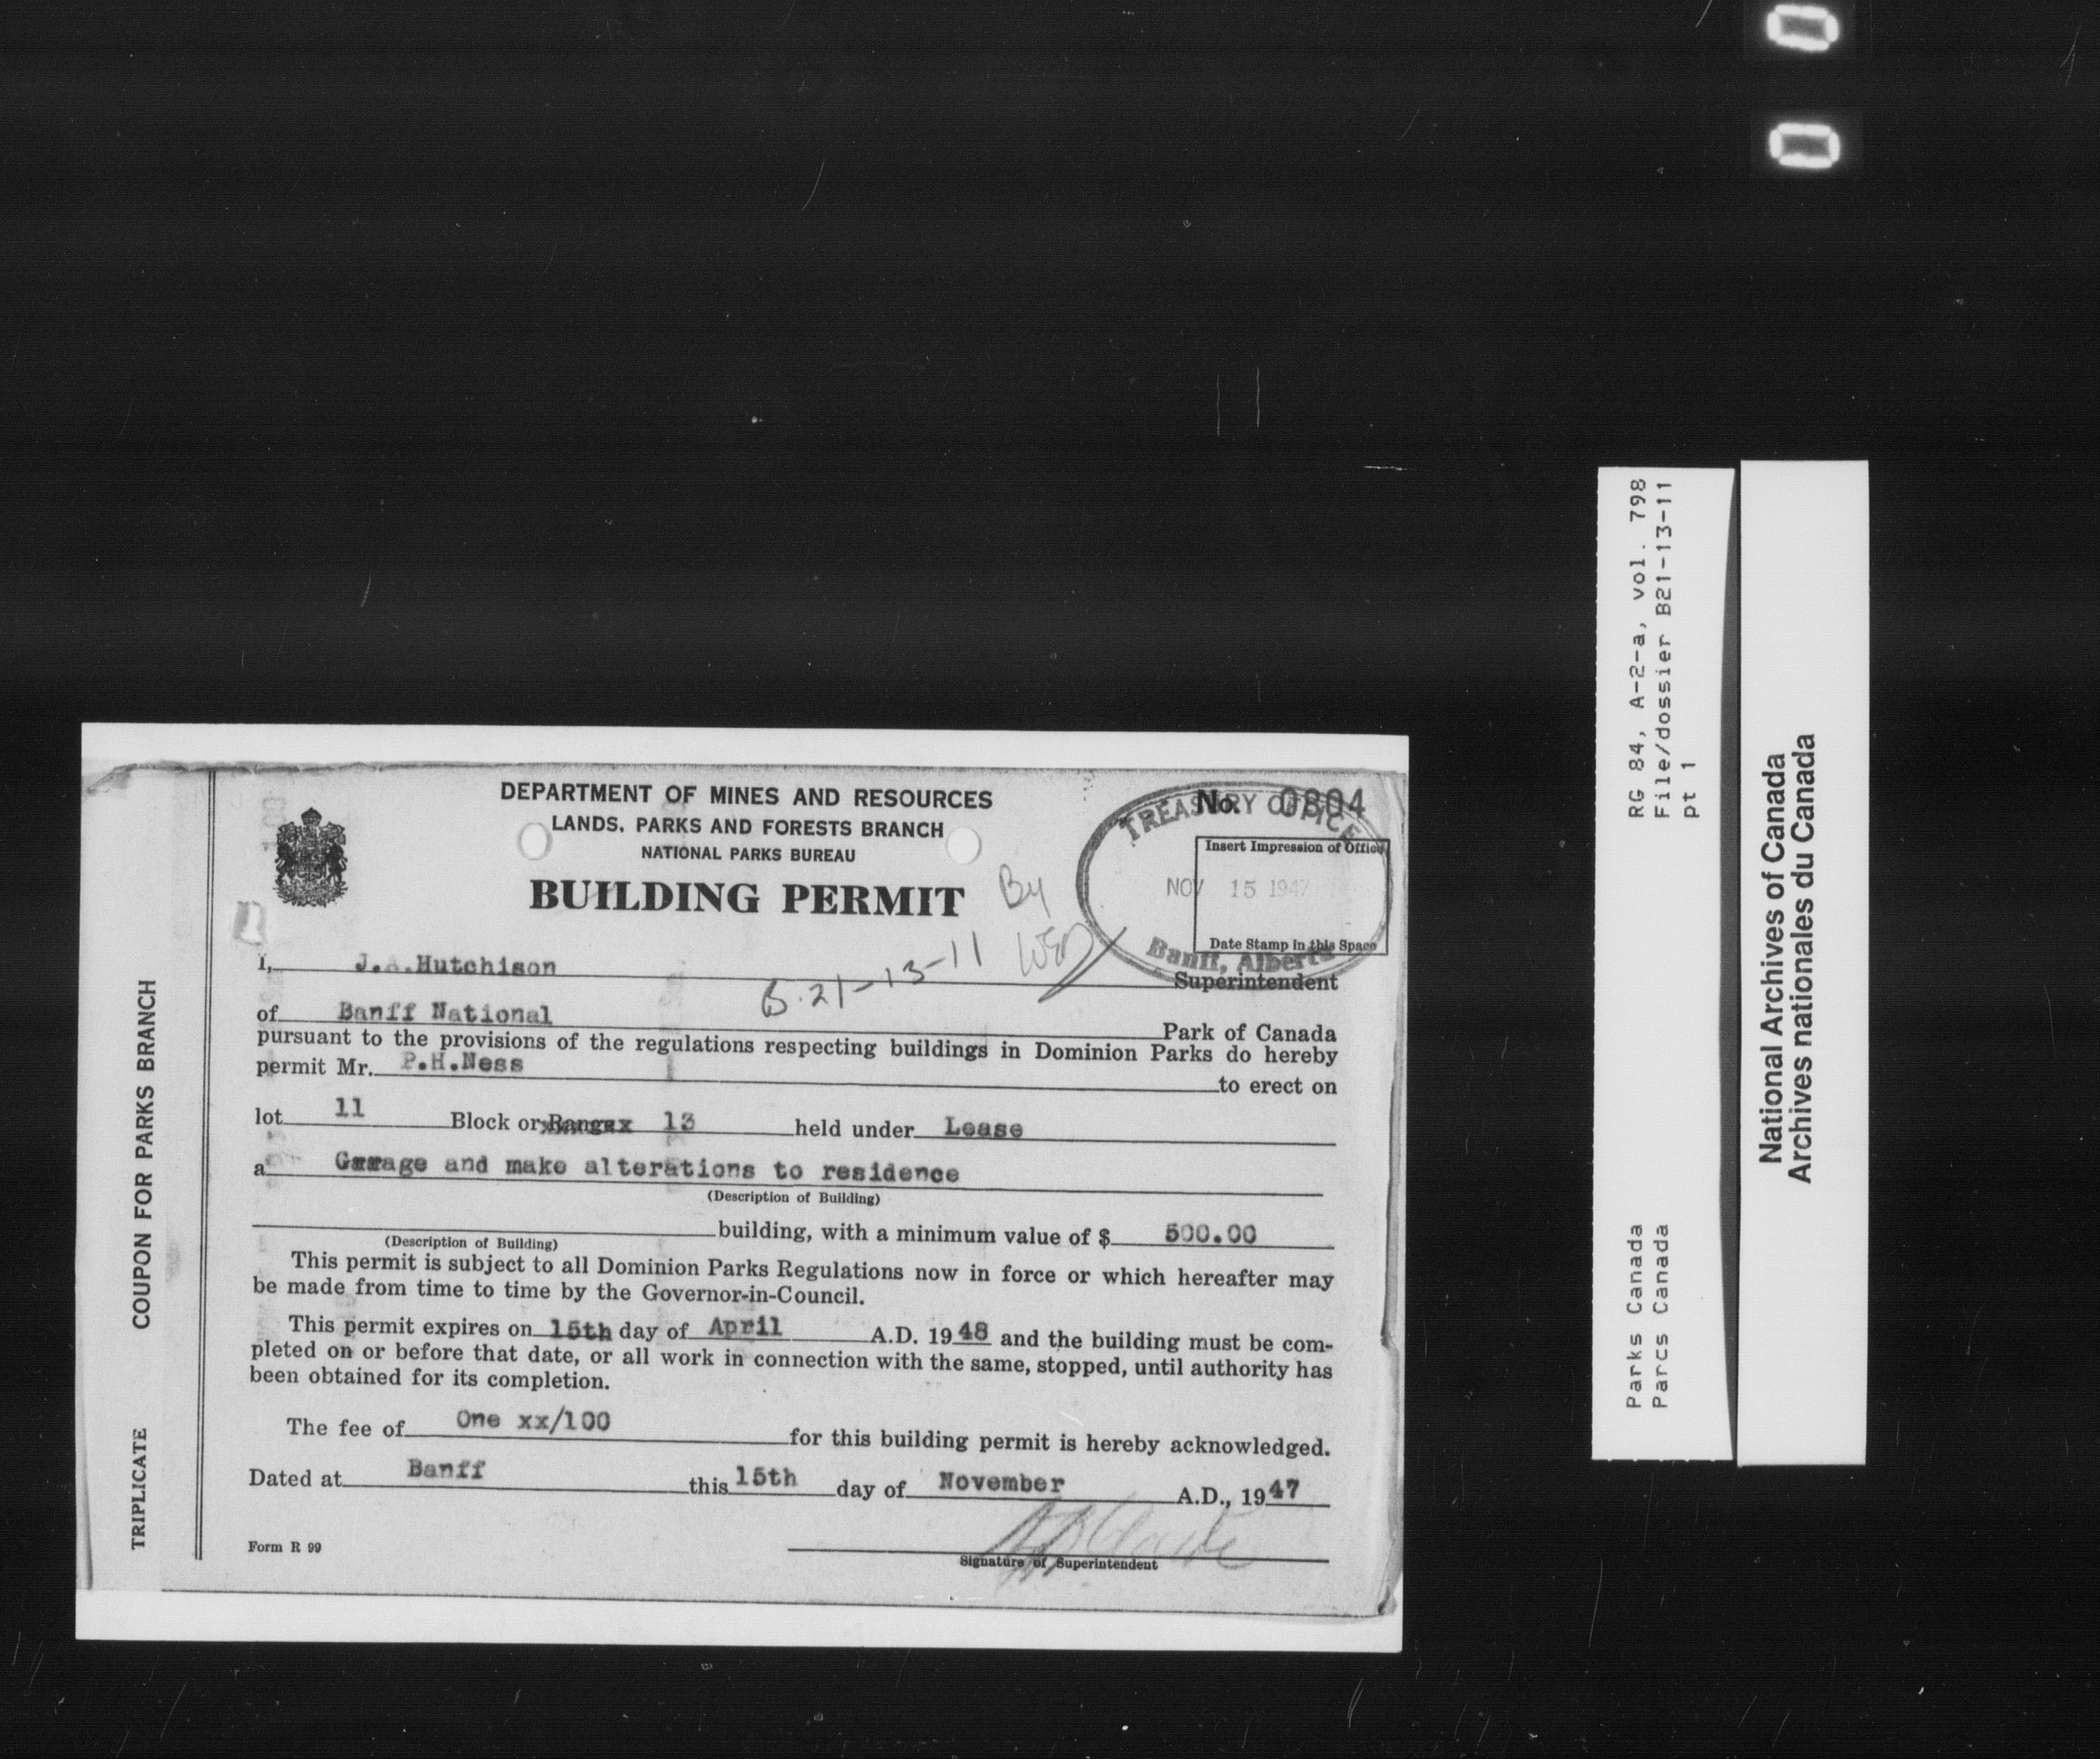 0
0
DEPARTMENT OF MINES AND RESOURCES
LANDS, PARKS AND FORESTS BRANCH
NATIONAL PARKS BUREAU
BUILDING PERMIT
No. 0804
TREASURY OFFICE
Insert Impression of Office
NOV 15 1947
Date Stamp in this Space
Banff, Alberta
By
B.21-13-11
I, J.A.Hutchison Superintendent
of Banff National Park of Canada
pursuant to the provisions of the regulations respecting buildings in Dominion Parks do hereby
permit Mr. P.H.Ness to erect on
lot 11 Block or Range 13 held under Lease
a Garage and make alterations to residence
(Description of Building)
building, with a minimum value of $ 500.00
(Description of Building)
This permit is subject to all Dominion Parks Regulations now in force or which hereafter may
be made from time to time by the Governor-in-Council.
This permit expires on 15th day of April A.D. 1948 and the building must be com-
pleted on or before that date, or all work in connection with the same, stopped, until authority has
been obtained for its completion.
The fee of One xx/100 for this building permit is hereby acknowledged.
Dated at Banff this 15th day of November A.D., 1947
Form R 99
Signature of Superintendent
TRIPLICATE COUPON FOR PARKS BRANCH
Parks Canada RG 84, A-2-a, vol. 798
Parcs Canada File/dossier B21-13-11
pt 1
National Archives of Canada
Archives nationales du Canada